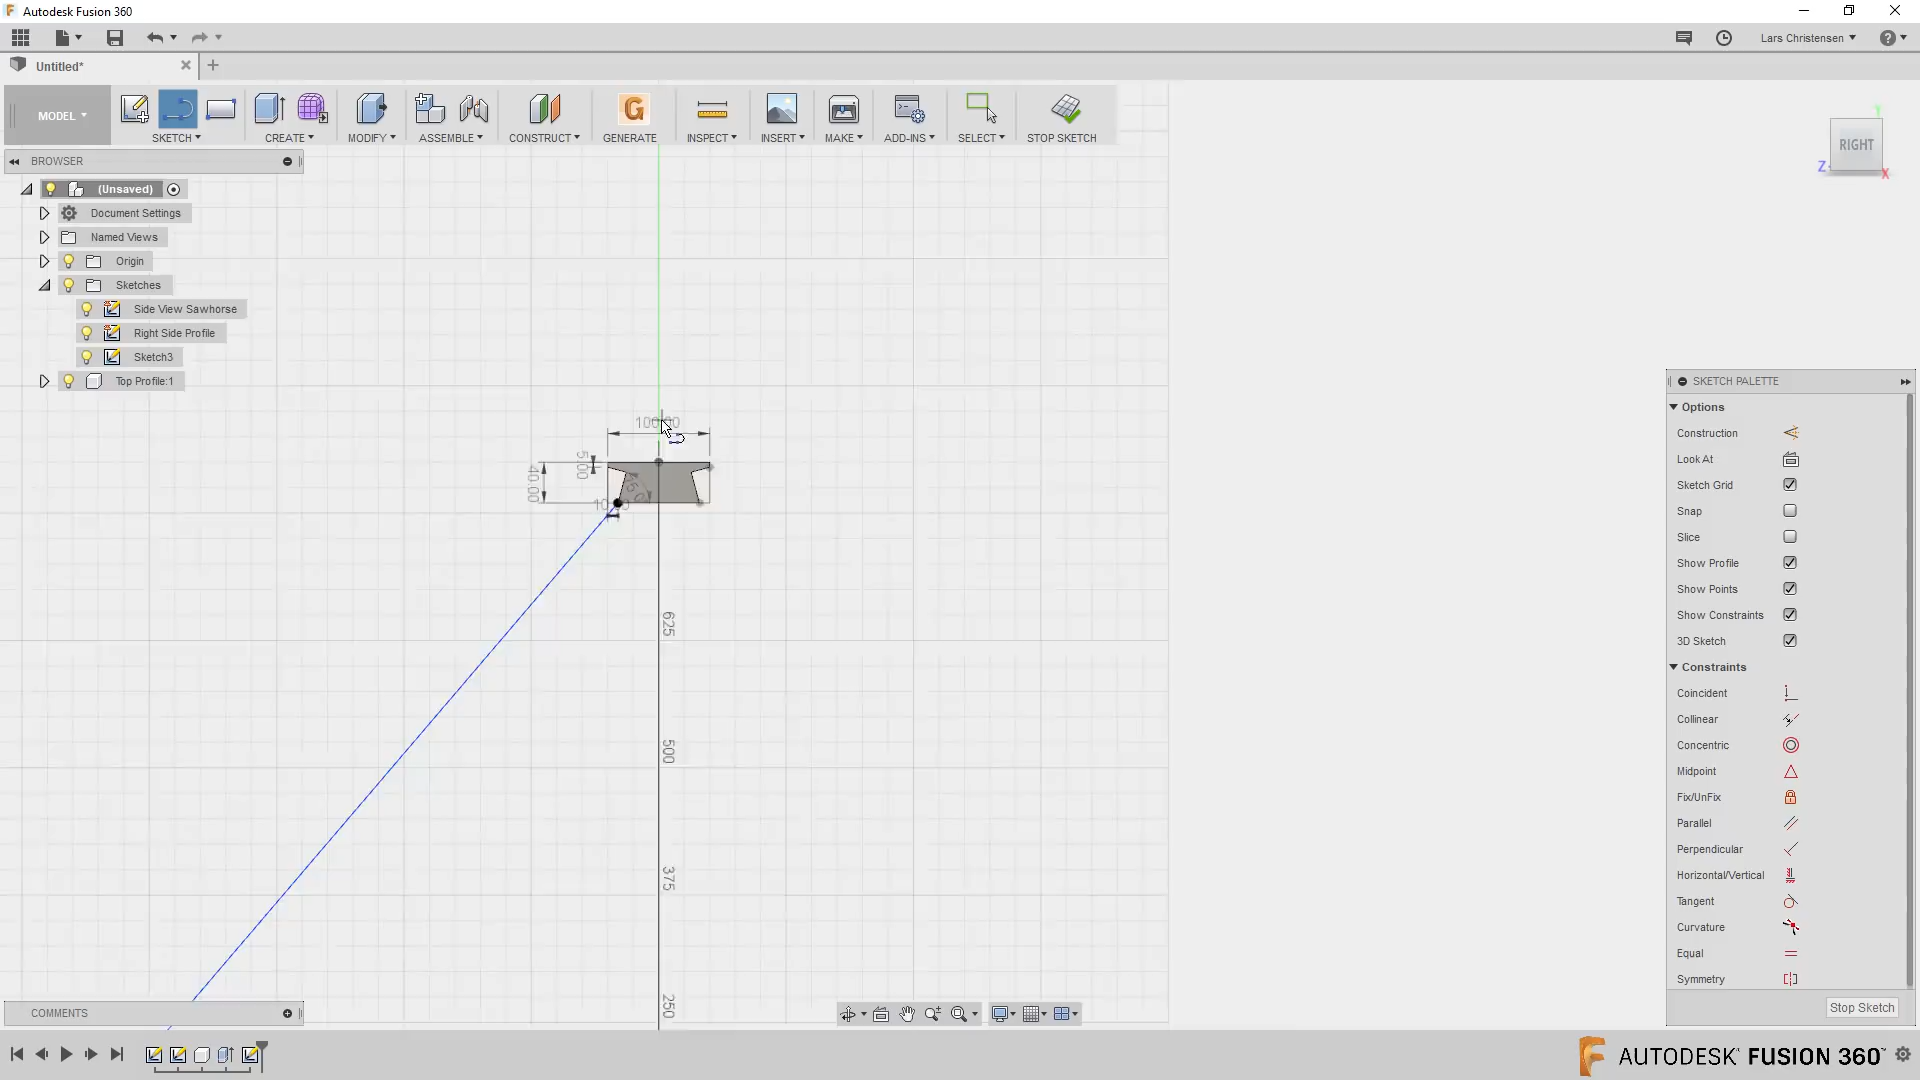 Autodesk Fusion 360
Lars Christensen
Untitled*
MODEL
SKETCH
CREATE
MODIFY
ASSEMBLE
CONSTRUCT
GENERATE
INSPECT
INSERT
MAKE
ADD-INS
SELECT
STOP SKETCH
RIGHT
Z
X
BROWSER
(Unsaved)
Document Settings
Named Views
Origin
Sketches
Side View Sawhorse
Right Side Profile
Sketch3
Top Profile:1
5.00
40.00
625
500
375
250
SKETCH PALETTE
Options
Construction
Look At
Sketch Grid
Snap
Slice
Show Profile
Show Points
Show Constraints
3D Sketch
Constraints
Coincident
Collinear
Concentric
Midpoint
Fix/UnFix
Parallel
Perpendicular
Horizontal/Vertical
Tangent
Curvature
Equal
Symmetry
Stop Sketch
COMMENTS
AUTODESK FUSION 360